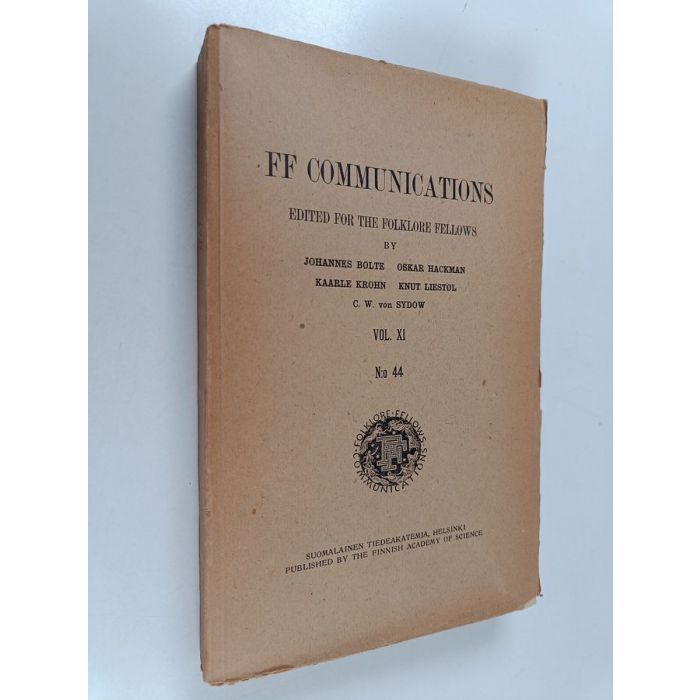 FF COMMUNICATIONS
EDITED FOR THE FOLKLORE FELLOWS
BY
JOHANNES BOLTE OSKAR HACKMAN
KAARLE KROHN KNUT LIESTØL
C. W. von SYDOW
VOL. XI
N:o 44
FOLKLORE · FELLOWS · COMMUNICATIONS
FF
SUOMALAINEN TIEDEAKATEMIA, HELSINKI
PUBLISHED BY THE FINNISH ACADEMY OF SCIENCE